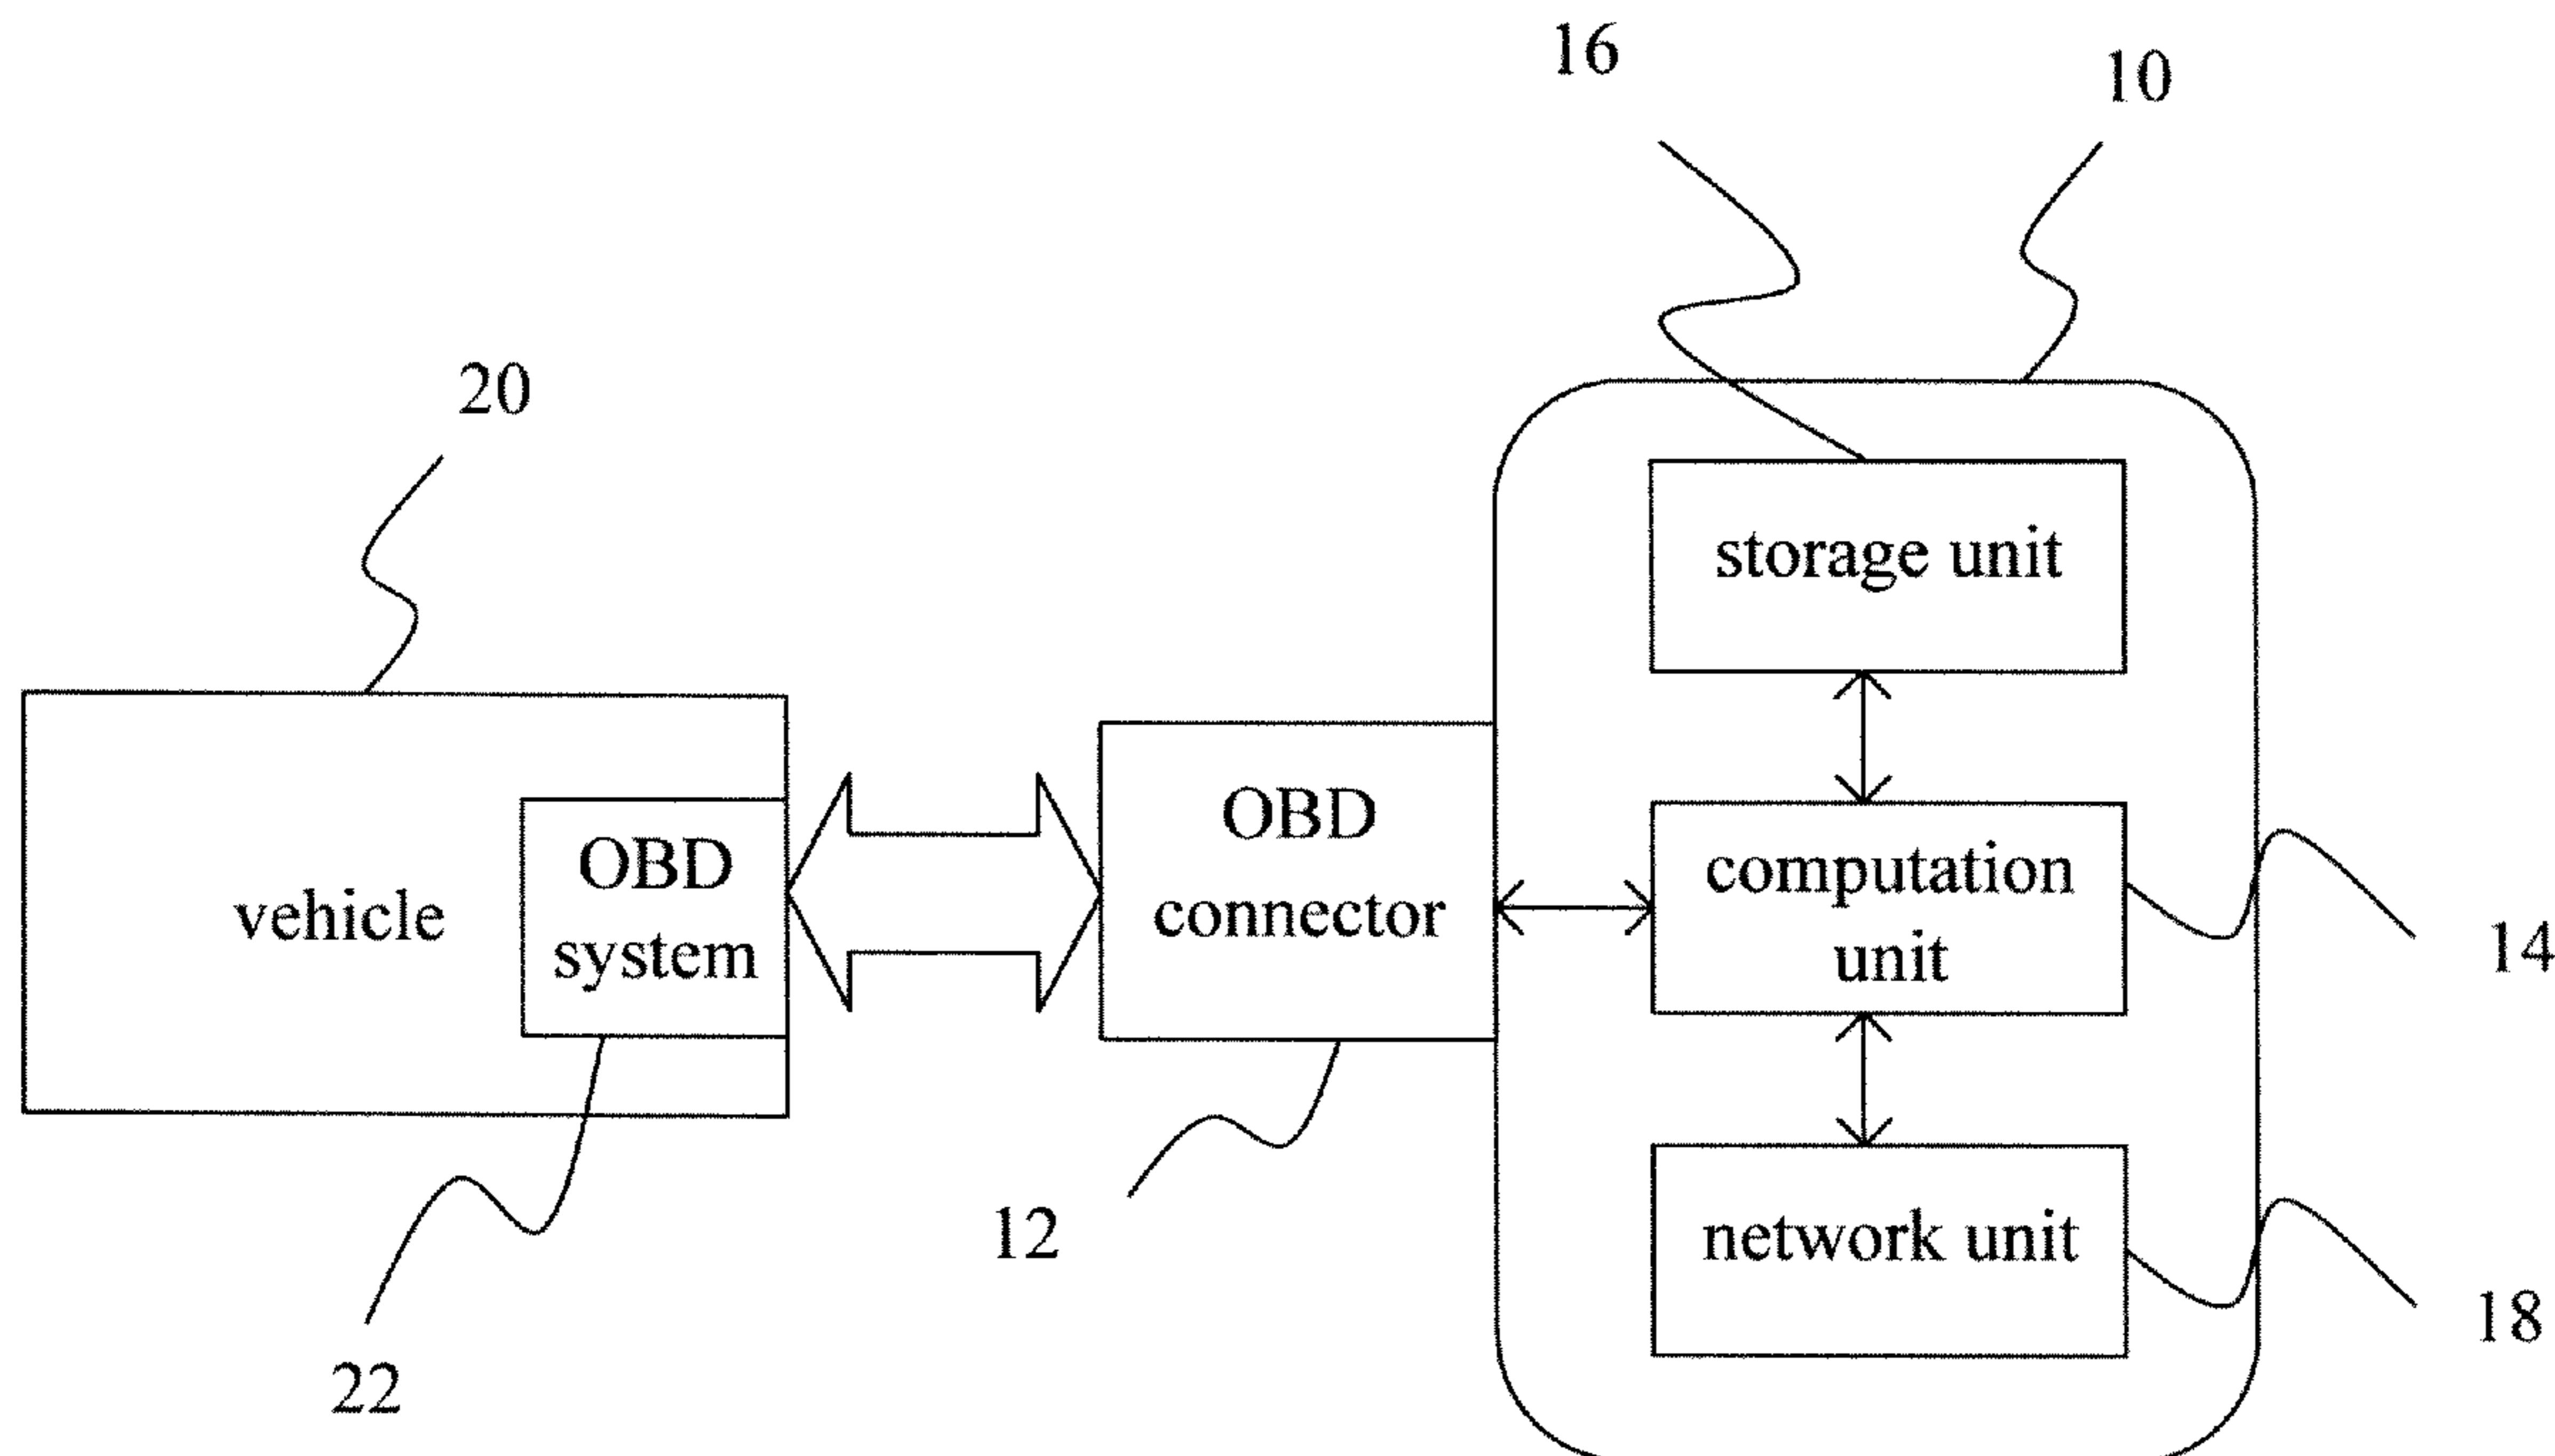 16
10
20
storage unit
OBD
connector
computation
unit
vehicle
OBD
system
14
12
network unit
18
22